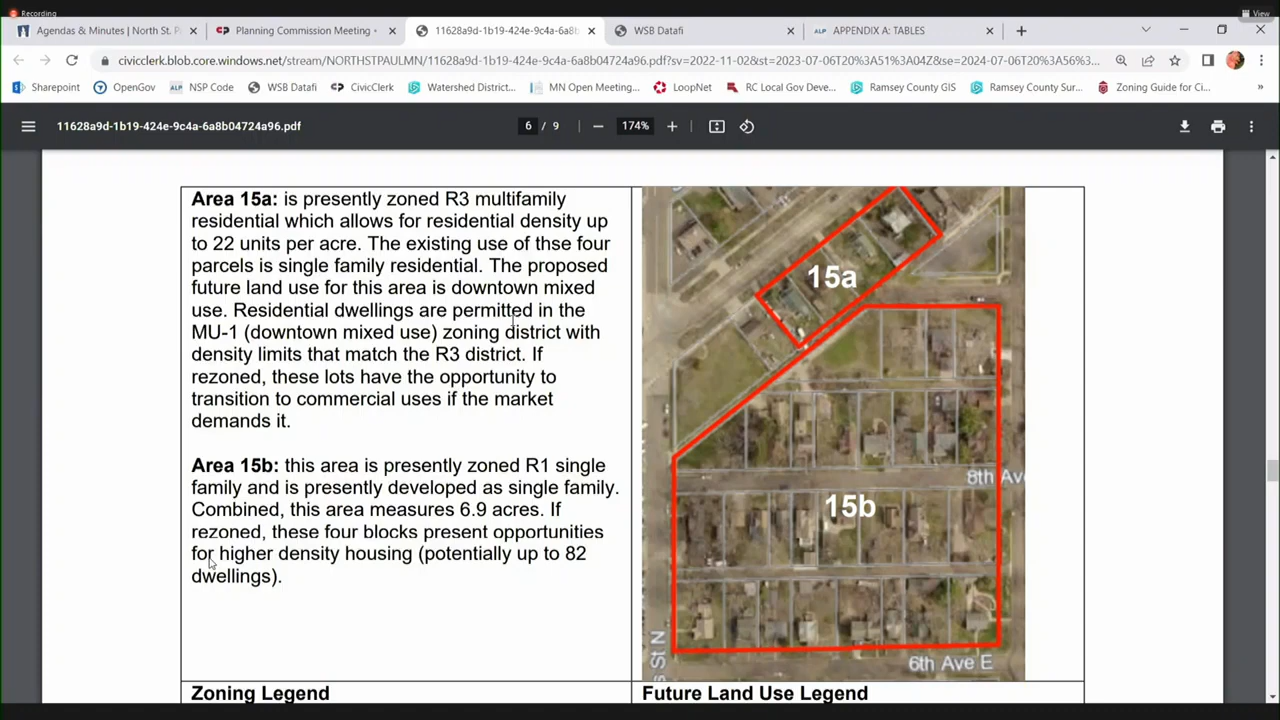 Recording
View
Agendas & Minutes | North St. P
Planning Commission Meeting •
11628a9d-1b19-424e-9c4a-6a8b
WSB Datafi
APPENDIX A: TABLES
civicclerk.blob.core.windows.net/stream/NORTHSTPAULMN/11628a9d-1b19-424e-9c4a-6a8b04724a96.pdf?sv=2022-11-02&st=2023-07-06T20%3A51%3A04Z&se=2024-07-06T20%3A56%3...
Sharepoint
OpenGov
NSP Code
WSB Datafi
CivicClerk
Watershed District...
MN Open Meeting...
LoopNet
RC Local Gov Deve...
Ramsey County GIS
Ramsey County Sur...
Zoning Guide for Ci...
11628a9d-1b19-424e-9c4a-6a8b04724a96.pdf
6 / 9
174%
Area 15a: is presently zoned R3 multifamily
residential which allows for residential density up
to 22 units per acre. The existing use of thse four
parcels is single family residential. The proposed
future land use for this area is downtown mixed
use. Residential dwellings are permitted in the
MU-1 (downtown mixed use) zoning district with
density limits that match the R3 district. If
rezoned, these lots have the opportunity to
transition to commercial uses if the market
demands it.
Area 15b: this area is presently zoned R1 single
family and is presently developed as single family.
Combined, this area measures 6.9 acres. If
rezoned, these four blocks present opportunities
for higher density housing (potentially up to 82
dwellings).
15a
15b
8th Ave
6th Ave E
s St N
Zoning Legend
Future Land Use Legend